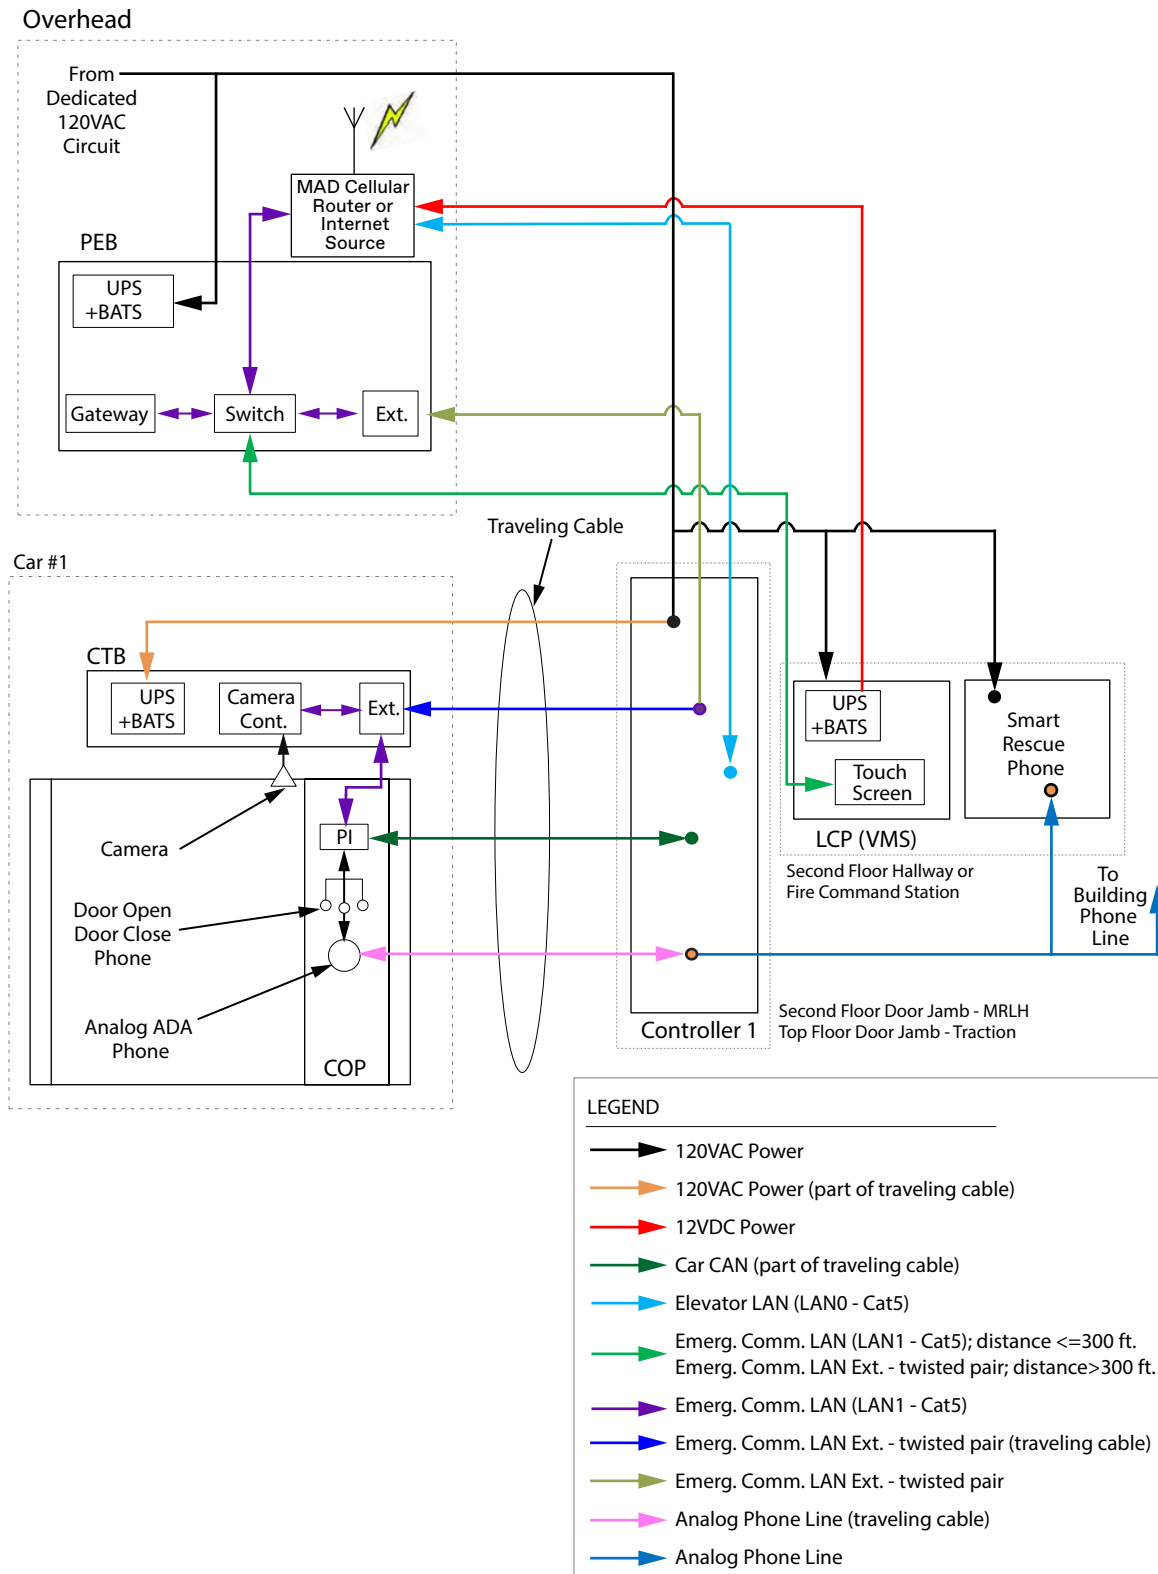 Overhead
From
Dedicated
120VAC
Circuit
MAD Cellular
Router or
Internet
Source
PEB
UPS
+BATS
Gateway
Switch
Ext.
Traveling Cable
Car #1
CTB
UPS
+BATS
Camera
Cont.
Ext.
UPS
+BATS
Touch
Screen
LCP (VMS)
Smart
Rescue
Phone
Second Floor Hallway or
Fire Command Station
To
Building
Phone
Line
PI
Camera
Door Open
Door Close
Phone
Analog ADA
Phone
COP
Controller 1
Second Floor Door Jamb - MRLH
Top Floor Door Jamb - Traction
LEGEND
120VAC Power
120VAC Power (part of traveling cable)
12VDC Power
Car CAN (part of traveling cable)
Elevator LAN (LAN0 - Cat5)
Emerg. Comm. LAN (LAN1 - Cat5); distance <=300 ft.
Emerg. Comm. LAN Ext. - twisted pair; distance>300 ft.
Emerg. Comm. LAN (LAN1 - Cat5)
Emerg. Comm. LAN Ext. - twisted pair (traveling cable)
Emerg. Comm. LAN Ext. - twisted pair
Analog Phone Line (traveling cable)
Analog Phone Line